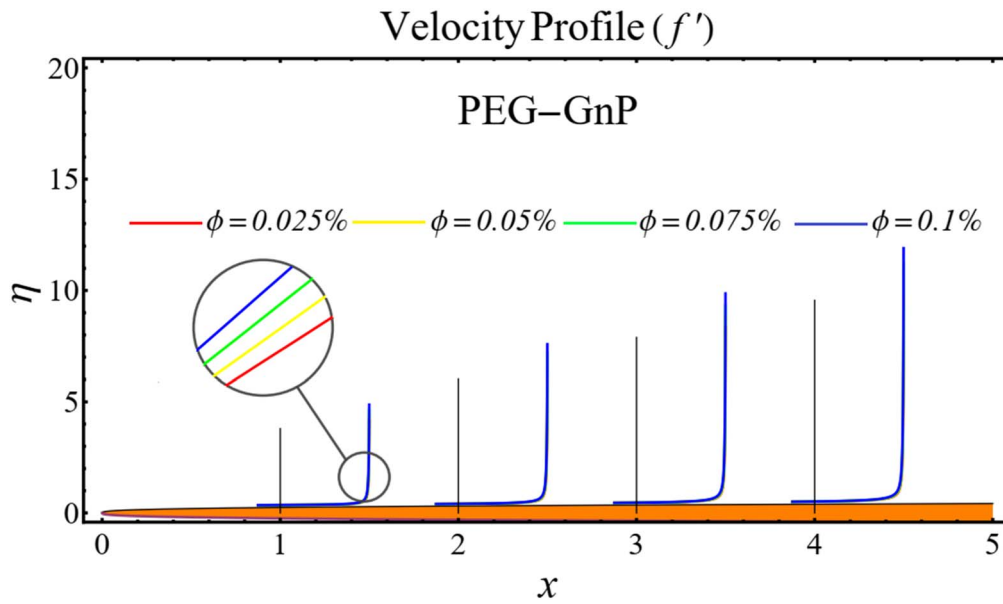 Velocity Profile (f′)
20
PEG–GnP
15
ϕ=0.025% ϕ=0.05% ϕ=0.075% ϕ=0.1%
10
η
5
0
0 1 2 3 4 5
x